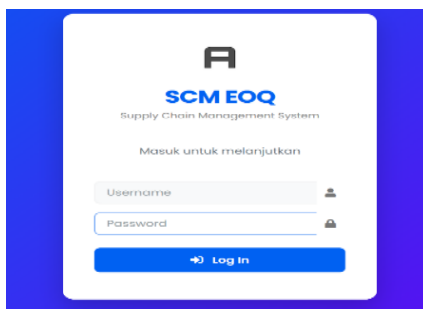 SCM EOQ
Supply Chain Management System
Masuk untuk melanjutkan
Username
Password
Log In